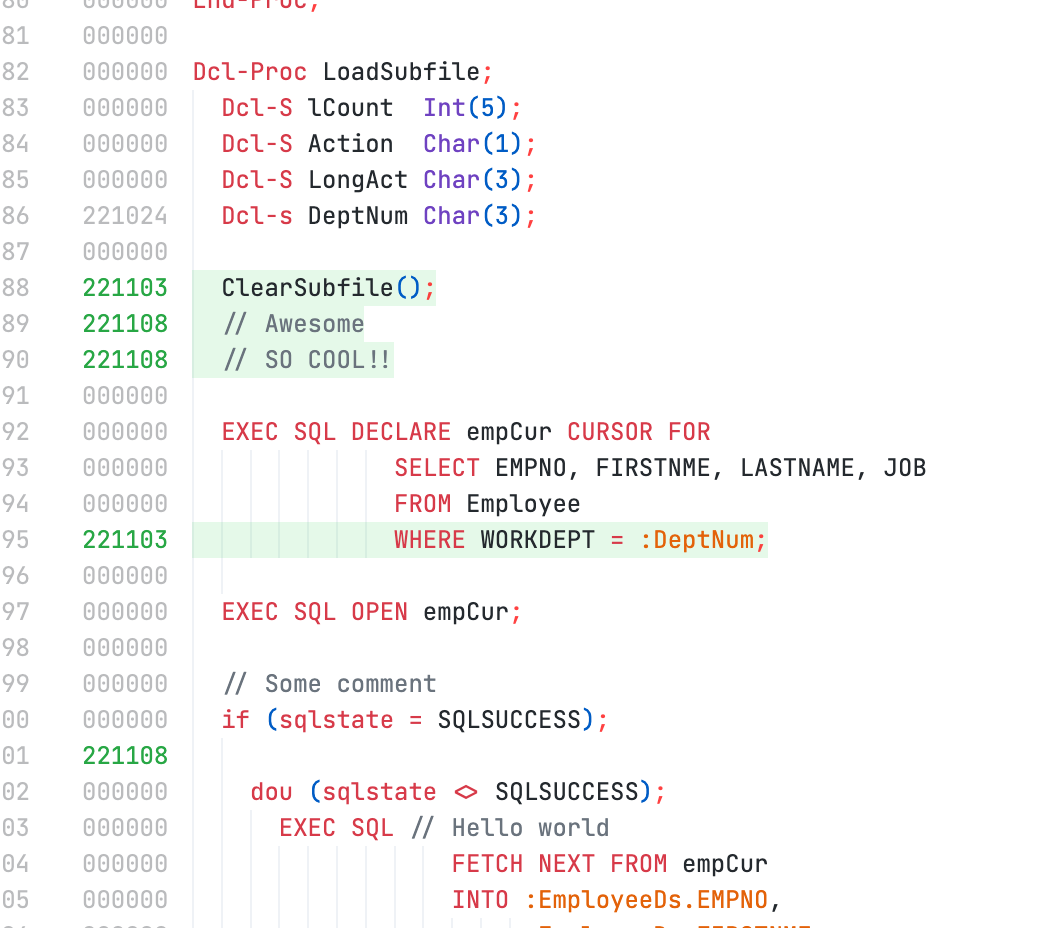 80 000000 End-Proc;
81 000000
82 000000 Dcl-Proc LoadSubfile;
83 000000 Dcl-S lCount  Int(5);
84 000000 Dcl-S Action  Char(1);
85 000000 Dcl-S LongAct Char(3);
86 221024 Dcl-s DeptNum Char(3);
87 000000
88 221103 ClearSubfile();
89 221108 // Awesome
90 221108 // SO COOL!!
91 000000
92 000000 EXEC SQL DECLARE empCur CURSOR FOR
93 000000 SELECT EMPNO, FIRSTNME, LASTNAME, JOB
94 000000 FROM Employee
95 221103 WHERE WORKDEPT = :DeptNum;
96 000000
97 000000 EXEC SQL OPEN empCur;
98 000000
99 000000 // Some comment
00 000000 if (sqlstate = SQLSUCCESS);
01 221108
02 000000 dou (sqlstate <> SQLSUCCESS);
03 000000 EXEC SQL // Hello world
04 000000 FETCH NEXT FROM empCur
05 000000 INTO :EmployeeDs.EMPNO,